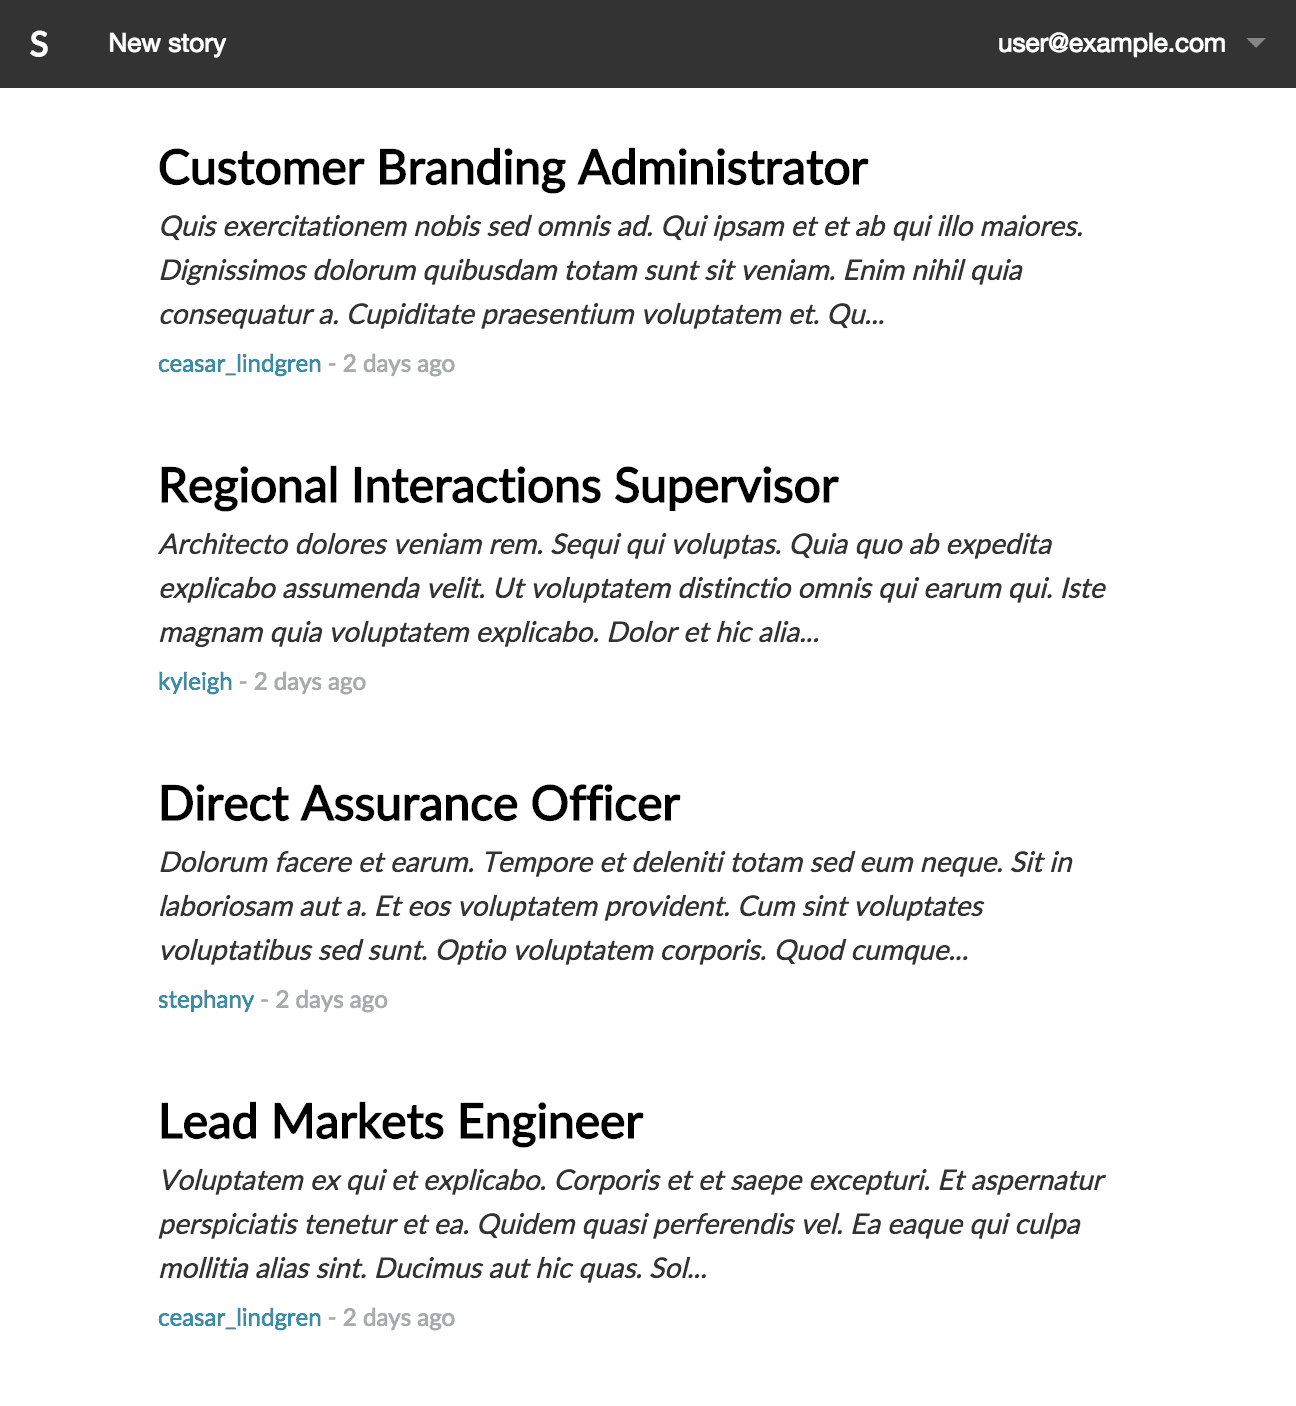 S New story user@example.com
Customer Branding Administrator
Quis exercitationem nobis sed omnis ad. Qui ipsam et et ab qui illo maiores.
Dignissimos dolorum quibusdam totam sunt sit veniam. Enim nihil quia
consequatur a. Cupiditate praesentium voluptatem et. Qu...
ceasar_lindgren - 2 days ago
Regional Interactions Supervisor
Architecto dolores veniam rem. Sequi qui voluptas. Quia quo ab expedita
explicabo assumenda velit. Ut voluptatem distinctio omnis qui earum qui. Iste
magnam quia voluptatem explicabo. Dolor et hic alia...
kyleigh - 2 days ago
Direct Assurance Officer
Dolorum facere et earum. Tempore et deleniti totam sed eum neque. Sit in
laboriosam aut a. Et eos voluptatem provident. Cum sint voluptates
voluptatibus sed sunt. Optio voluptatem corporis. Quod cumque...
stephany - 2 days ago
Lead Markets Engineer
Voluptatem ex qui et explicabo. Corporis et et saepe excepturi. Et aspernatur
perspiciatis tenetur et ea. Quidem quasi perferendis vel. Ea eaque qui culpa
mollitia alias sint. Ducimus aut hic quas. Sol...
ceasar_lindgren - 2 days ago